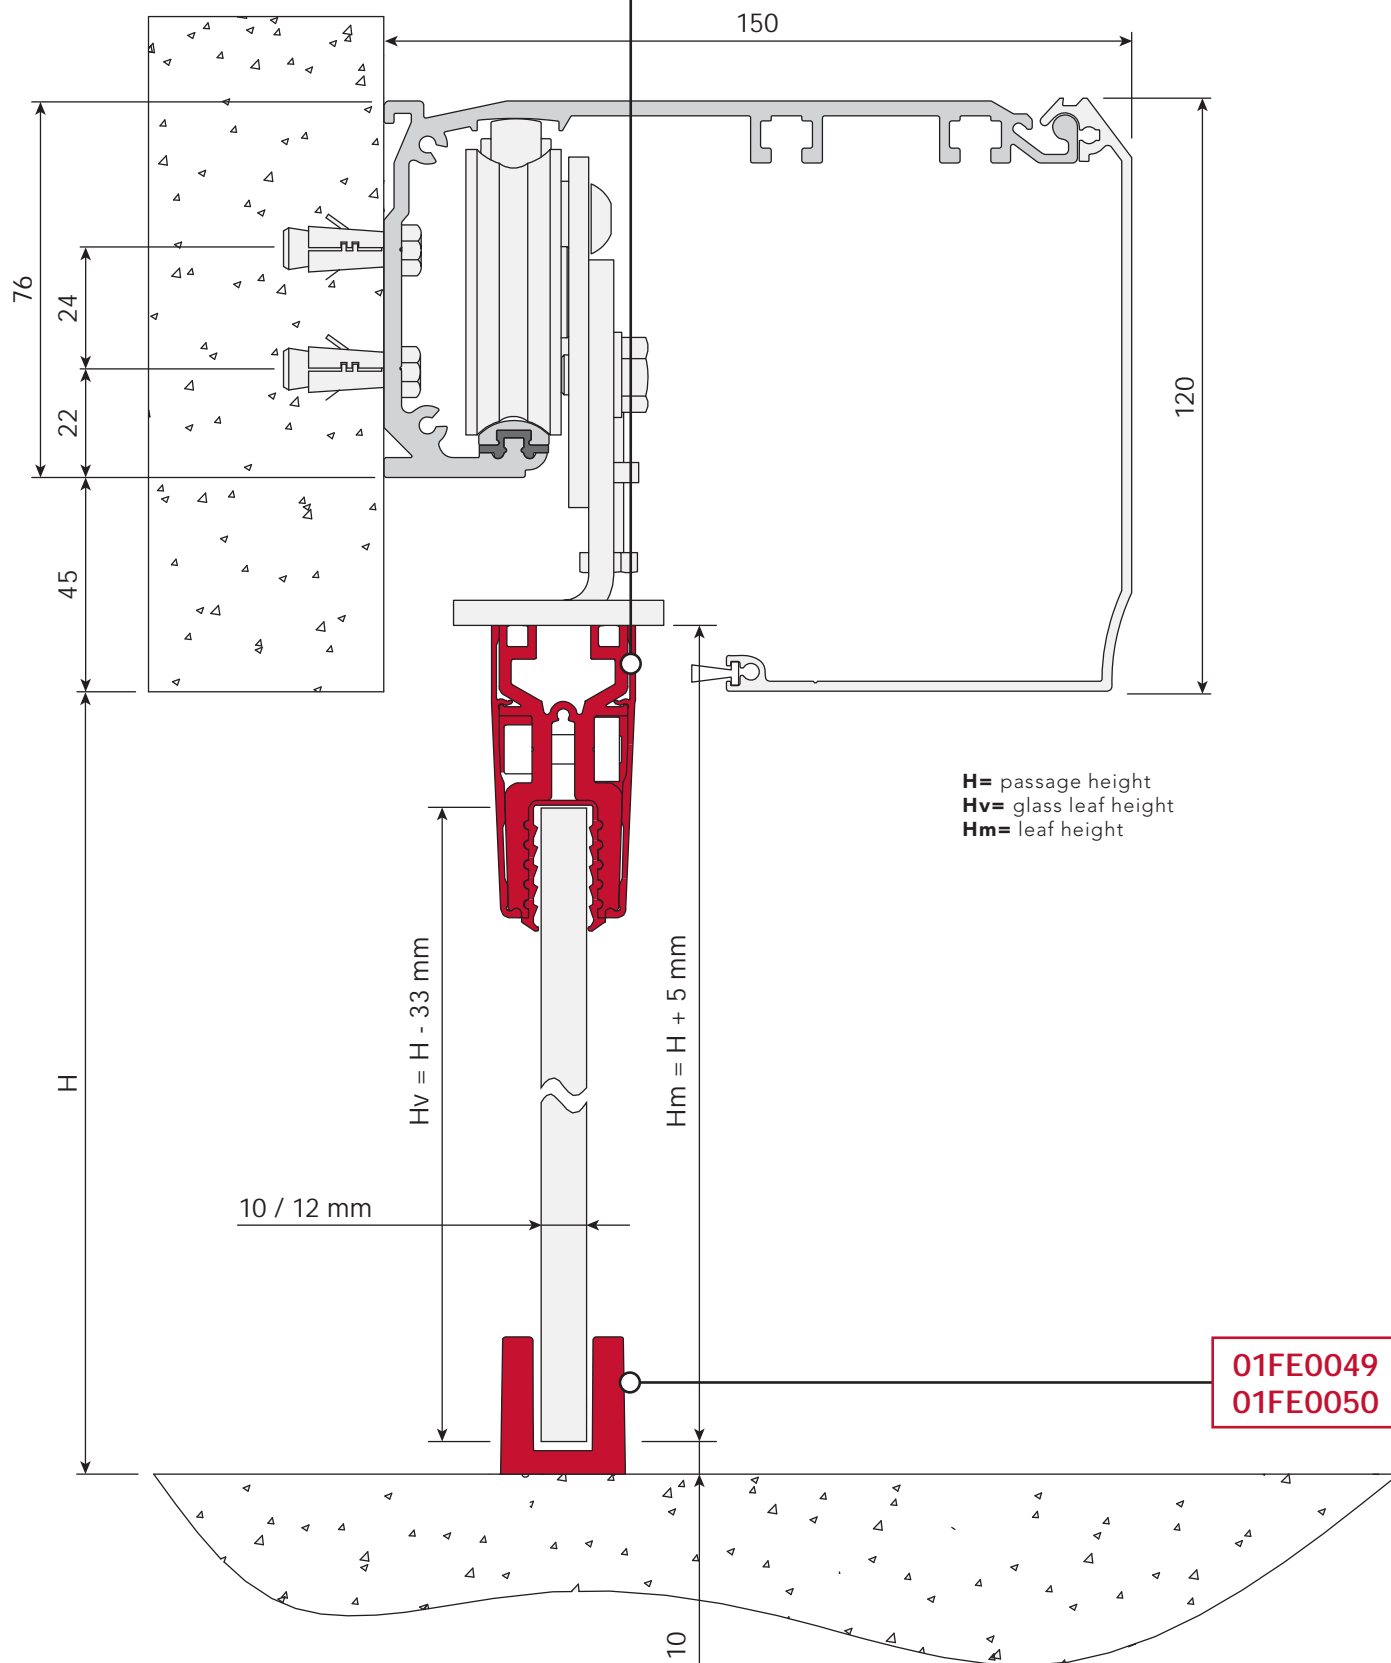 150
76
24
22
45
120
H= passage height
Hv= glass leaf height
Hm= leaf height
Hv = H - 33 mm
Hm = H + 5 mm
H
10 / 12 mm
01FE0049
01FE0050
10